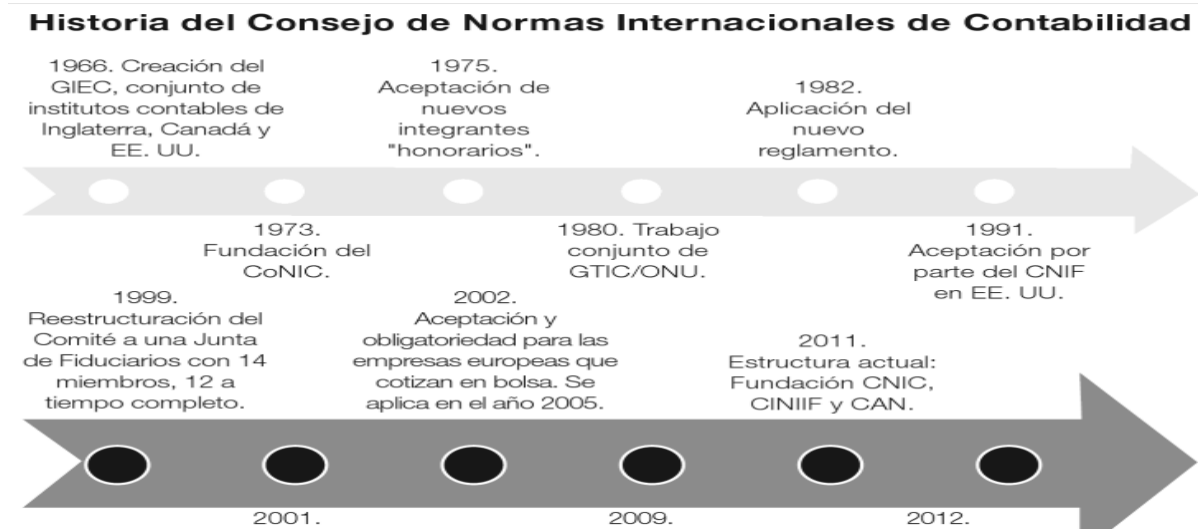 Historia del Consejo de Normas Internacionales de Contabilidad
1966. Creación del
GIEC, conjunto de
institutos contables de
Inglaterra, Canadá y
EE. UU.
1973.
Fundación del
CoNIC.
1975.
Aceptación de
nuevos
integrantes
"honorarios".
1980. Trabajo
conjunto de
GTIC/ONU.
1982.
Aplicación del
nuevo
reglamento.
1991.
Aceptación por
parte del CNIF
en EE. UU.
1999.
Reestructuración del
Comité a una Junta
de Fiduciarios con 14
miembros, 12 a
tiempo completo.
2001.
2002.
Aceptación y
obligatoriedad para las
empresas europeas que
cotizan en bolsa. Se
aplica en el año 2005.
2009.
2011.
Estructura actual:
Fundación CNIC,
CINIIF y CAN.
2012.